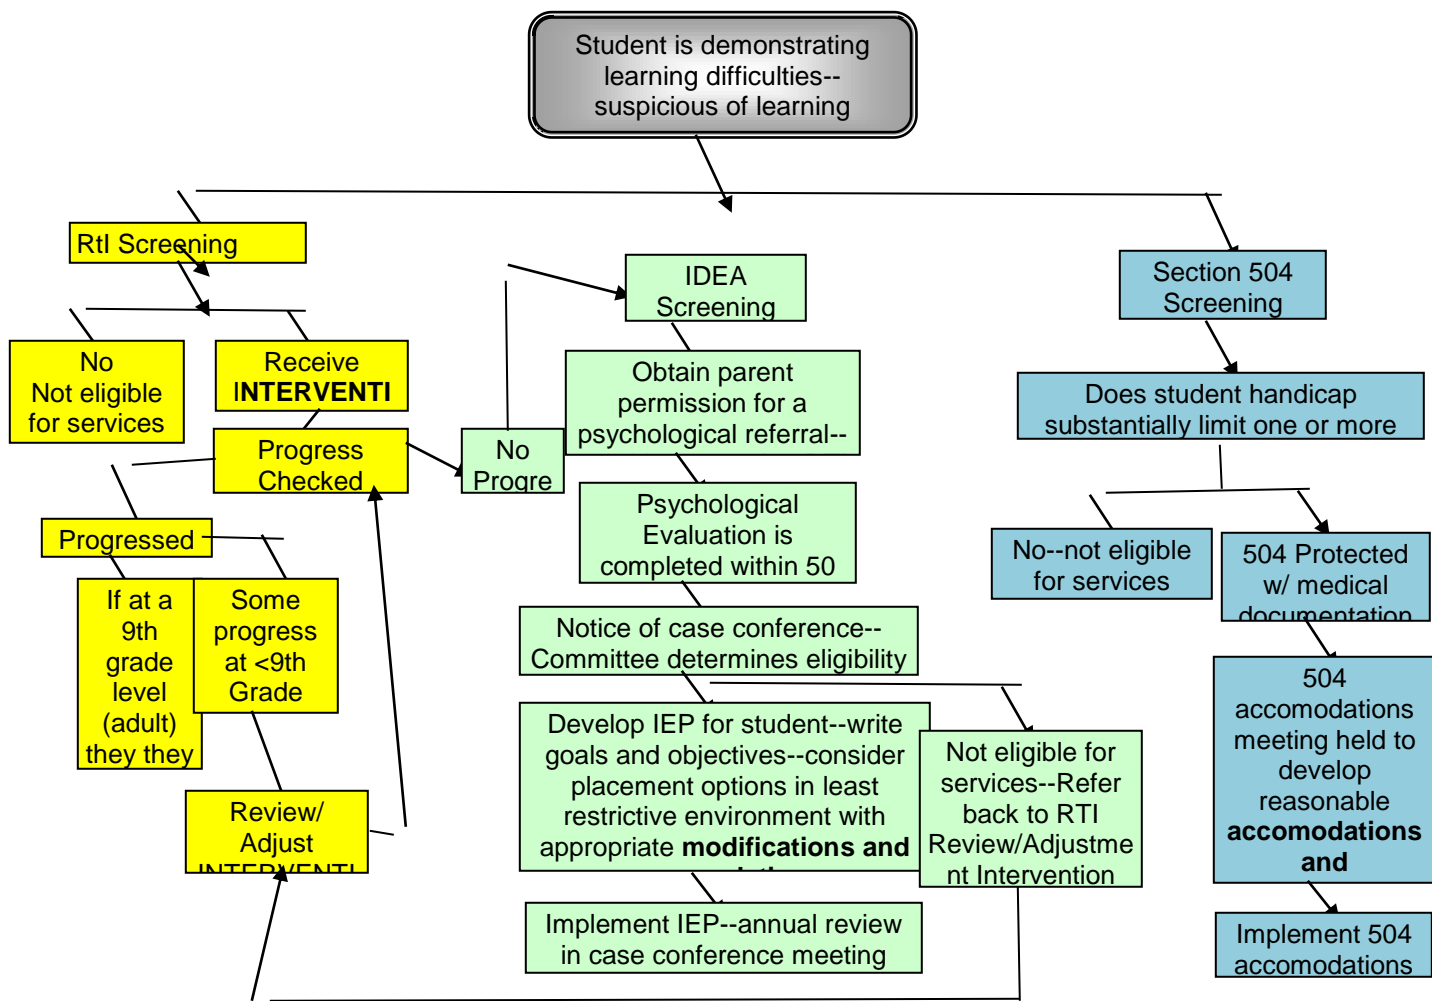 Student is demonstrating
learning difficulties--
suspicious of learning
RtI Screening
No
Not eligible
for services
Receive
INTERVENTI
Progress
Checked
No
Progre
Progressed
If at a
9th
grade
level
(adult)
they they
Some
progress
at <9th
Grade
Review/
Adjust
INTERVENTI
IDEA
Screening
Obtain parent
permission for a
psychological referral--
Psychological
Evaluation is
completed within 50
Notice of case conference--
Committee determines eligibility
Develop IEP for student--write
goals and objectives--consider
placement options in least
restrictive environment with
appropriate modifications and
Not eligible for
services--Refer
back to RTI
Review/Adjustme
nt Intervention
Implement IEP--annual review
in case conference meeting
Section 504
Screening
Does student handicap
substantially limit one or more
No--not eligible
for services
504 Protected
w/ medical
documentation
504
accomodations
meeting held to
develop
reasonable
accomodations
and
Implement 504
accomodations